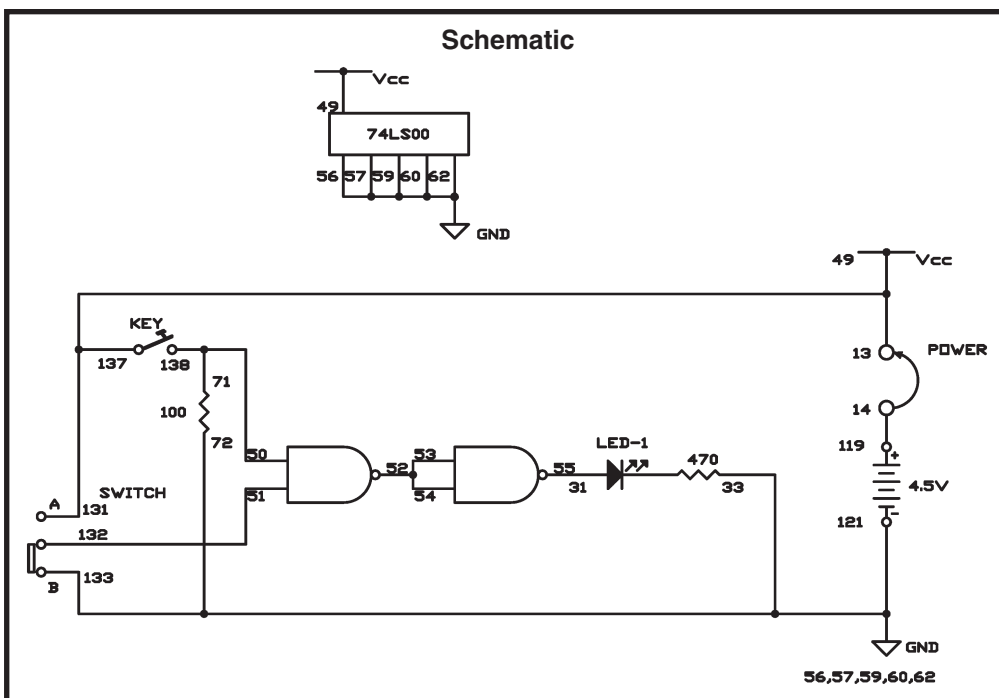 Schematic
Vcc
49
74LS00
56 57 59 60 62
GND
49 Vcc
KEY
137 138
71
100
72
13 POWER
14
119
+
4.5V
-
121
50
51
52
53
54
55
31
LED-1
470
33
SWITCH
A
131
132
133
B
GND
56,57,59,60,62